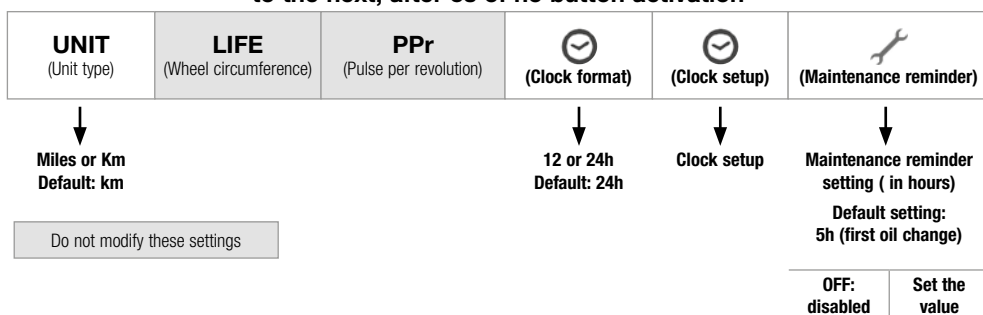 to the next, after 5s of no button activation
UNIT
(Unit type)
LIFE
(Wheel circumference)
PPr
(Pulse per revolution)
(Clock format)
(Clock setup)
(Maintenance reminder)
Miles or Km
Default: km
12 or 24h
Default: 24h
Clock setup
Maintenance reminder
setting ( in hours)
Default setting:
5h (first oil change)
Do not modify these settings
OFF:
disabled
Set the
value